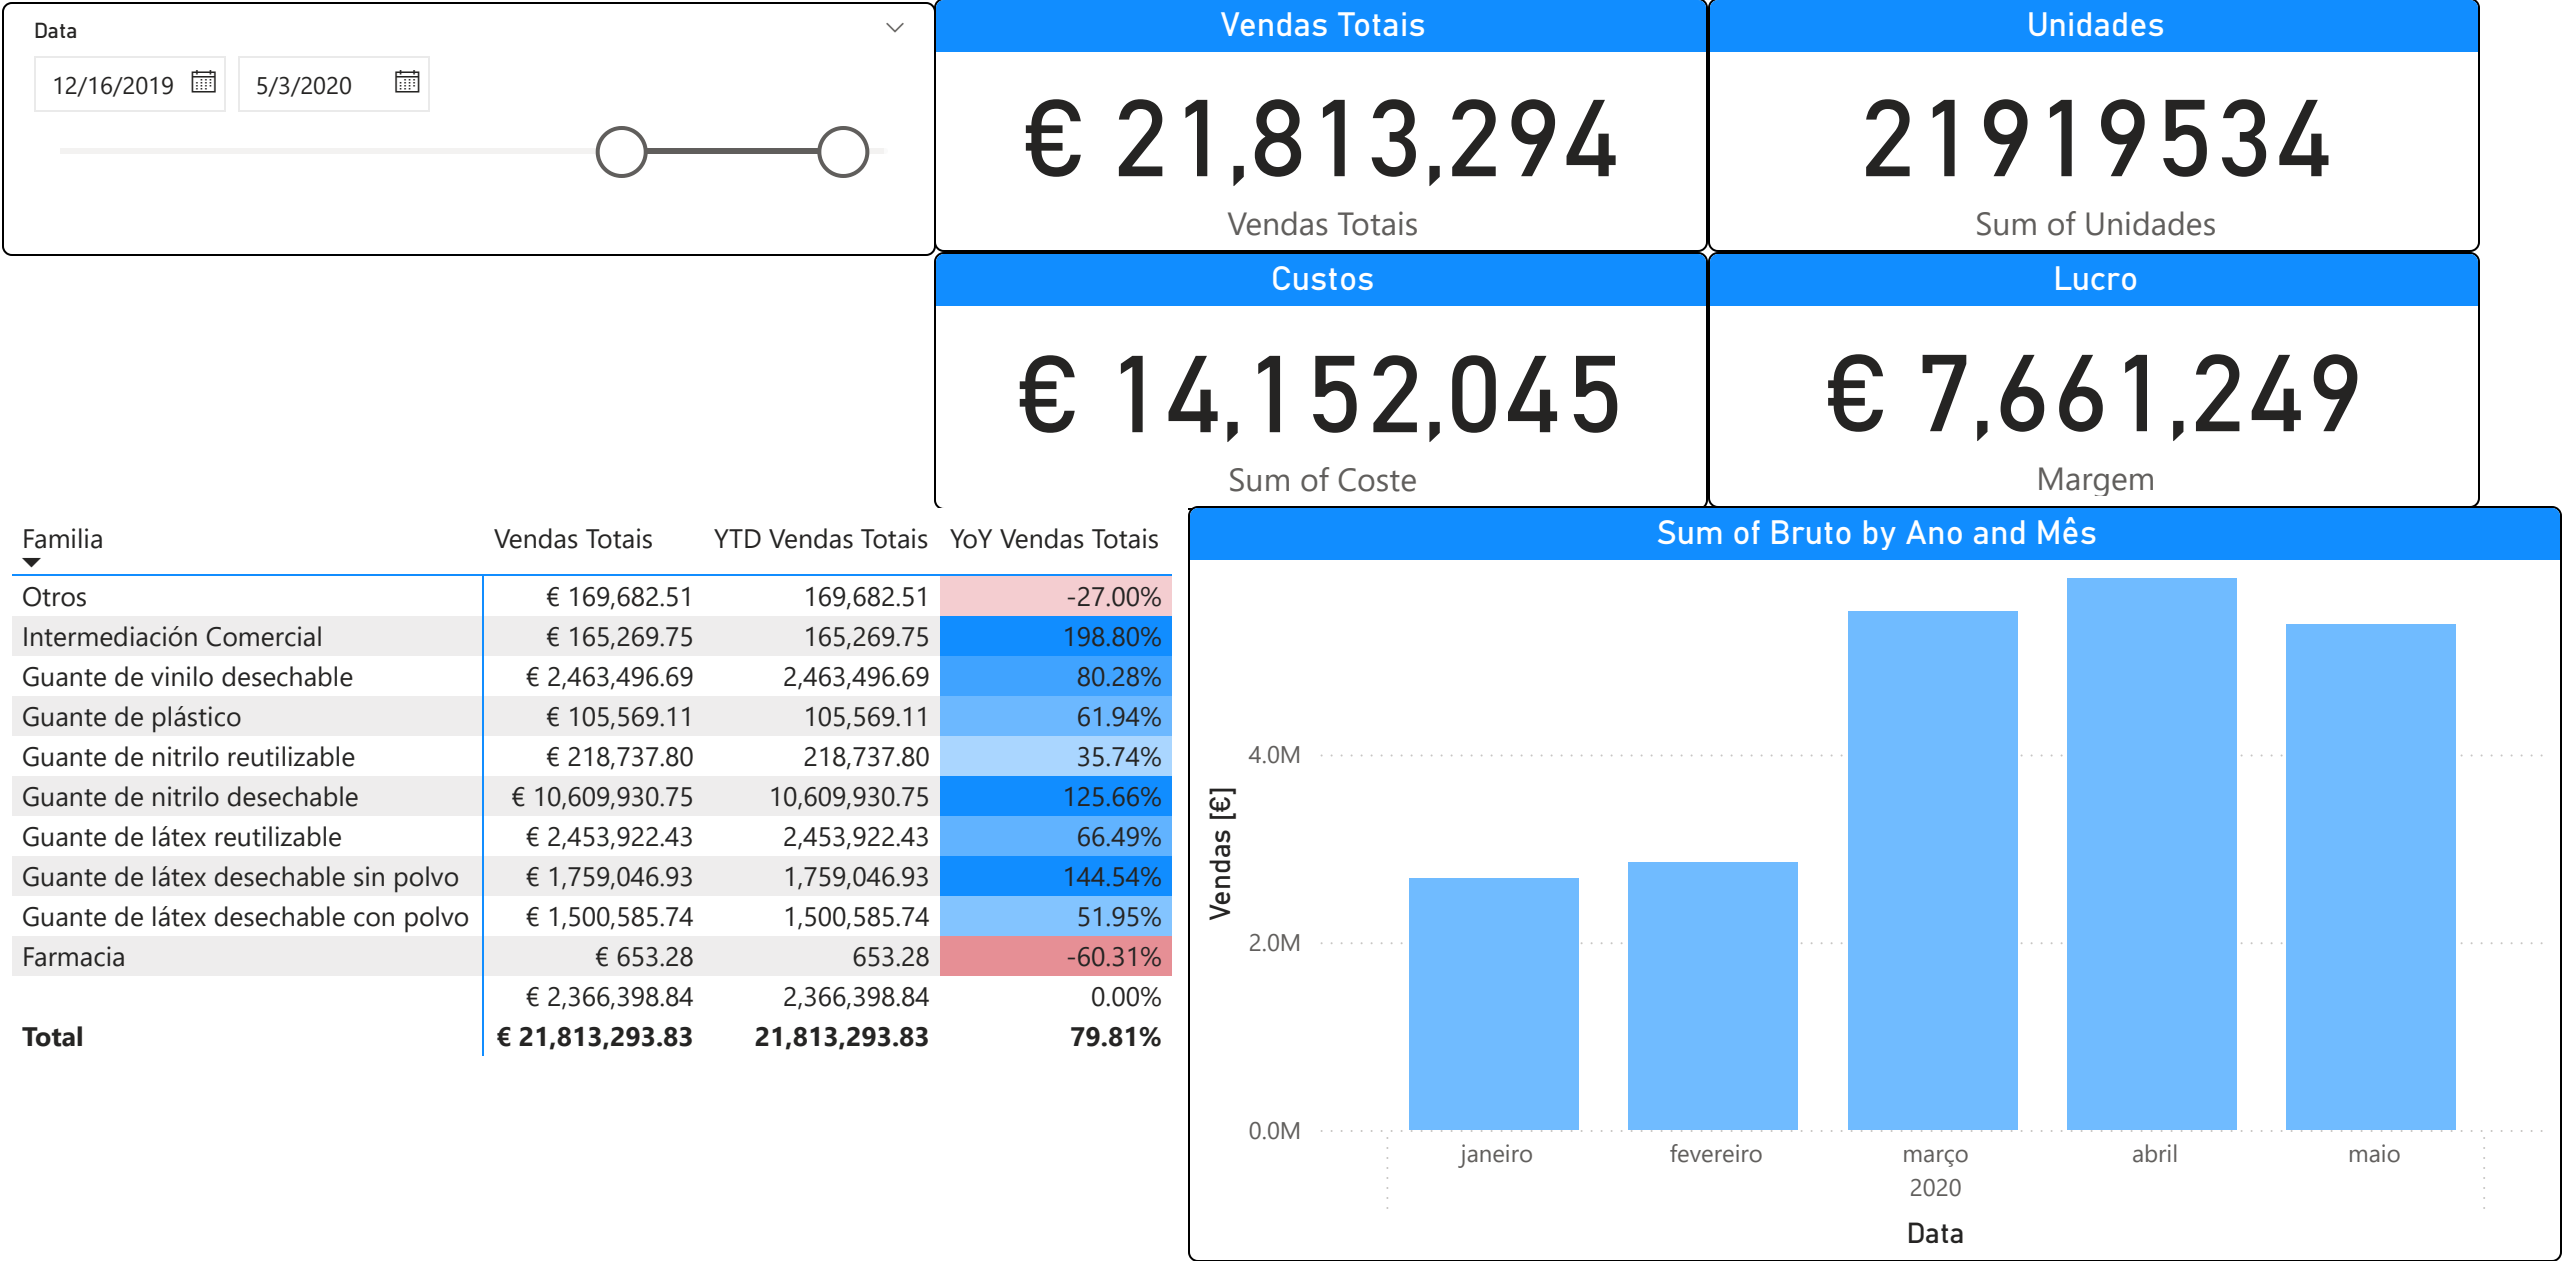 Data
12/16/2019 5/3/2020
Vendas Totais
€ 21,813,294
Vendas Totais
Unidades
21919534
Sum of Unidades
Custos
€ 14,152,045
Sum of Coste
Lucro
€ 7,661,249
Margem
Familia Vendas Totais YTD Vendas Totais YoY Vendas Totais
Otros € 169,682.51 169,682.51 -27.00%
Intermediación Comercial € 165,269.75 165,269.75 198.80%
Guante de vinilo desechable € 2,463,496.69 2,463,496.69 80.28%
Guante de plástico € 105,569.11 105,569.11 61.94%
Guante de nitrilo reutilizable € 218,737.80 218,737.80 35.74%
Guante de nitrilo desechable € 10,609,930.75 10,609,930.75 125.66%
Guante de látex reutilizable € 2,453,922.43 2,453,922.43 66.49%
Guante de látex desechable sin polvo € 1,759,046.93 1,759,046.93 144.54%
Guante de látex desechable con polvo € 1,500,585.74 1,500,585.74 51.95%
Farmacia € 653.28 653.28 -60.31%
€ 2,366,398.84 2,366,398.84 0.00%
Total € 21,813,293.83 21,813,293.83 79.81%
Sum of Bruto by Ano and Mês
Vendas [€]
4.0M
2.0M
0.0M
janeiro fevereiro março abril maio
2020
Data